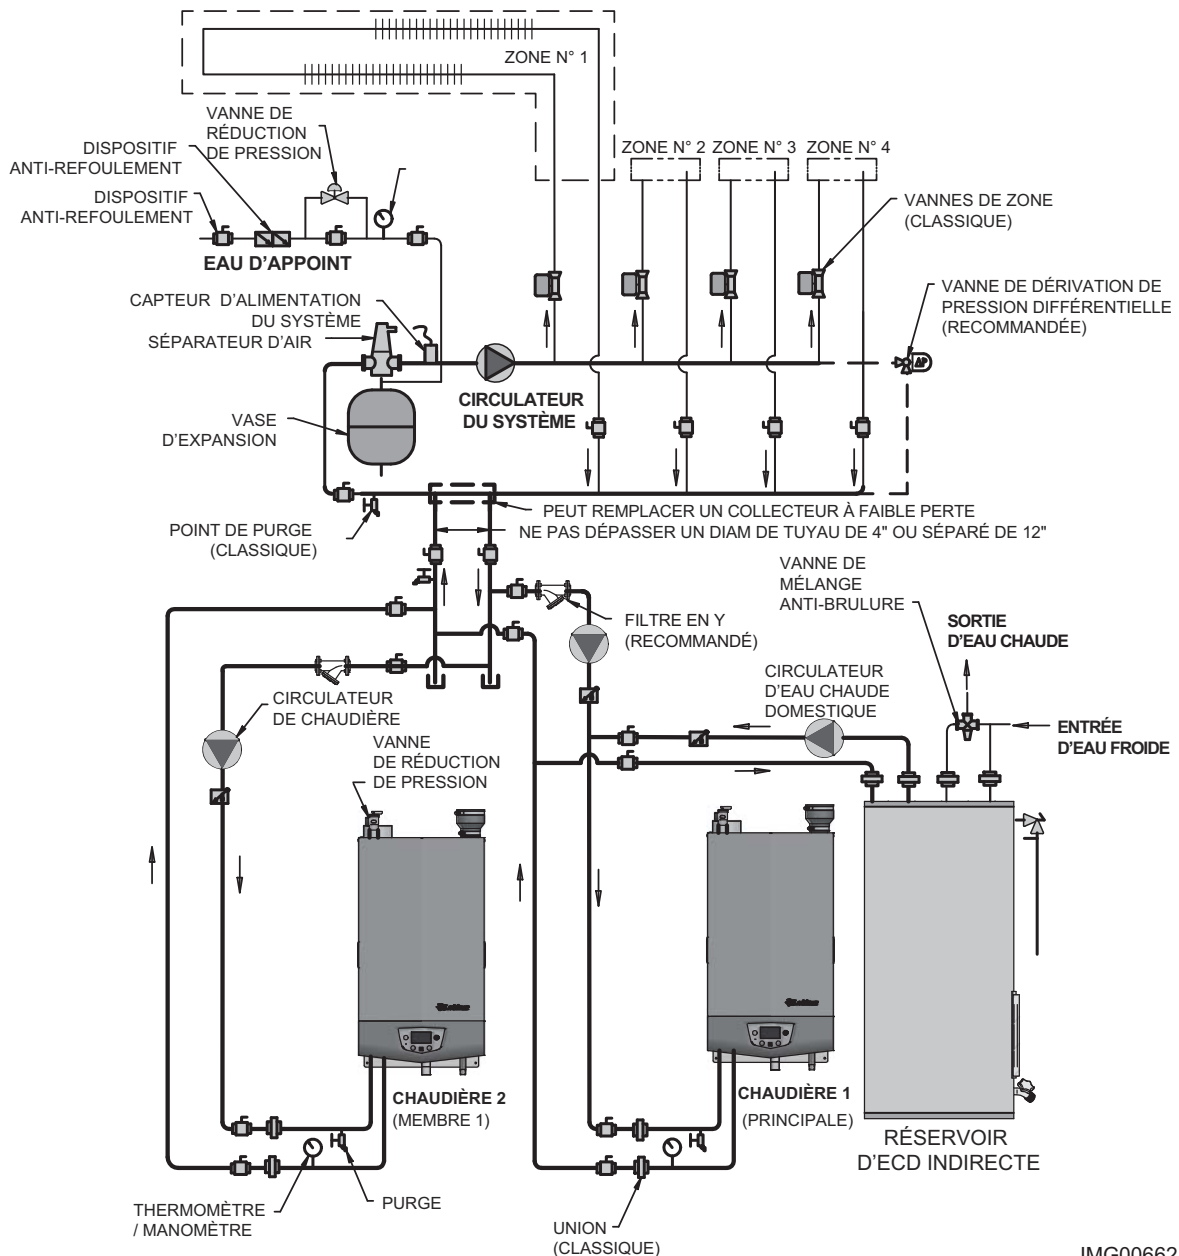 ZONE N° 1
VANNE DE
RÉDUCTION
DE PRESSION
DISPOSITIF
ANTI-REFOULEMENT
DISPOSITIF
ANTI-REFOULEMENT
EAU D'APPOINT
ZONE N° 2
ZONE N° 3
ZONE N° 4
VANNES DE ZONE
(CLASSIQUE)
CAPTEUR D'ALIMENTATION
DU SYSTÈME
SÉPARATEUR D'AIR
VANNE DE DÉRIVATION DE
PRESSION DIFFÉRENTIELLE
(RECOMMANDÉE)
ΔP
CIRCULATEUR
DU SYSTÈME
VASE
D'EXPANSION
POINT DE PURGE
(CLASSIQUE)
PEUT REMPLACER UN COLLECTEUR À FAIBLE PERTE
NE PAS DÉPASSER UN DIAM DE TUYAU DE 4" OU SÉPARÉ DE 12"
VANNE DE
MÉLANGE
ANTI-BRULURE
FILTRE EN Y
(RECOMMANDÉ)
SORTIE
D'EAU CHAUDE
CIRCULATEUR
D'EAU CHAUDE
DOMESTIQUE
ENTRÉE
D'EAU FROIDE
CIRCULATEUR
DE CHAUDIÈRE
VANNE
DE RÉDUCTION
DE PRESSION
CHAUDIÈRE 2
(MEMBRE 1)
CHAUDIÈRE 1
(PRINCIPALE)
RÉSERVOIR
D'ECD INDIRECTE
THERMOMÈTRE
/ MANOMÈTRE
PURGE
UNION
(CLASSIQUE)
IMG00662